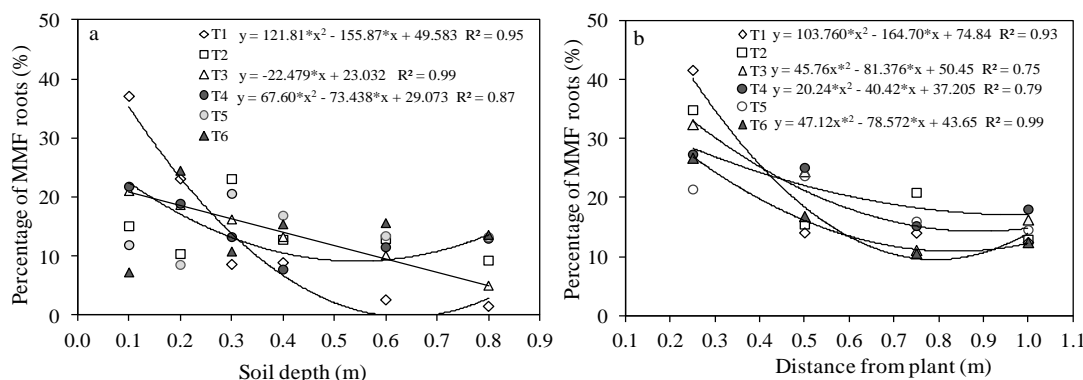 Percentage of MMF roots (%)
50
40
30
20
10
0
a
T1 y = 121.81*x² - 155.87*x + 49.583 R² = 0.95
T2
T3 y = -22.479*x + 23.032 R² = 0.99
T4 y = 67.60*x² - 73.438*x + 29.073 R² = 0.87
T5
T6
0.0 0.1 0.2 0.3 0.4 0.5 0.6 0.7 0.8 0.9
Soil depth (m)
Percentage of MMF roots (%)
50
40
30
20
10
0
b
T1 y = 103.760*x² - 164.70*x + 74.84 R² = 0.93
T2
T3 y = 45.76*x² - 81.376*x + 50.45 R² = 0.75
T4 y = 20.24*x² - 40.42*x + 37.205 R² = 0.79
T5
T6 y = 47.12x*² - 78.572*x + 43.65 R² = 0.99
0.1 0.2 0.3 0.4 0.5 0.6 0.7 0.8 0.9 1.0 1.1
Distance from plant (m)